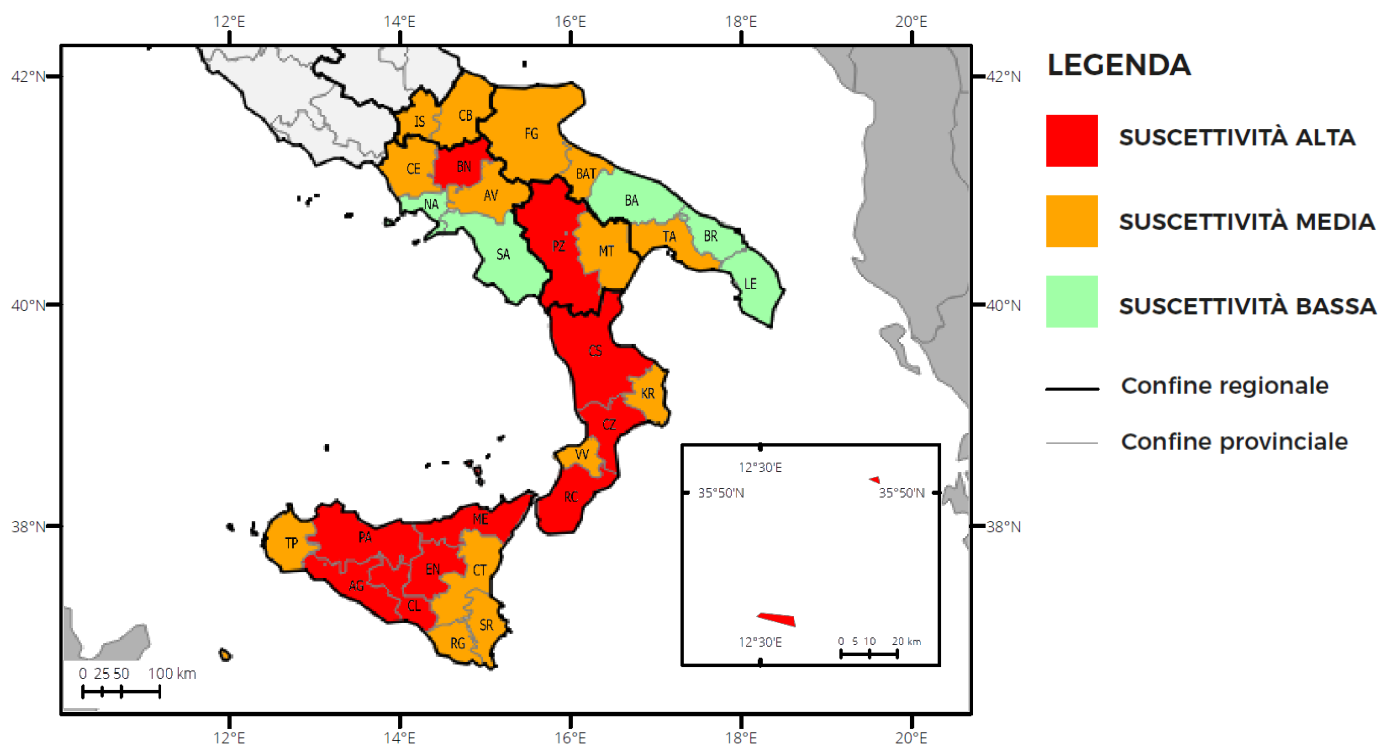 12°E 14°E 16°E 18°E 20°E
42°N 42°N
40°N 40°N
38°N 38°N
IS CB FG
CE BN BAT
NA AV BA
SA PZ MT TA BR
LE
CS
KR
CZ
VV
RC
ME
TP PA
AG EN CT
CL
SR
RG
12°30'E
35°50'N 35°50'N
12°30'E
0 5 10 20 km
0 25 50 100 km
12°E 14°E 16°E 18°E 20°E
LEGENDA
SUSCETTIVITÀ ALTA
SUSCETTIVITÀ MEDIA
SUSCETTIVITÀ BASSA
Confine regionale
Confine provinciale